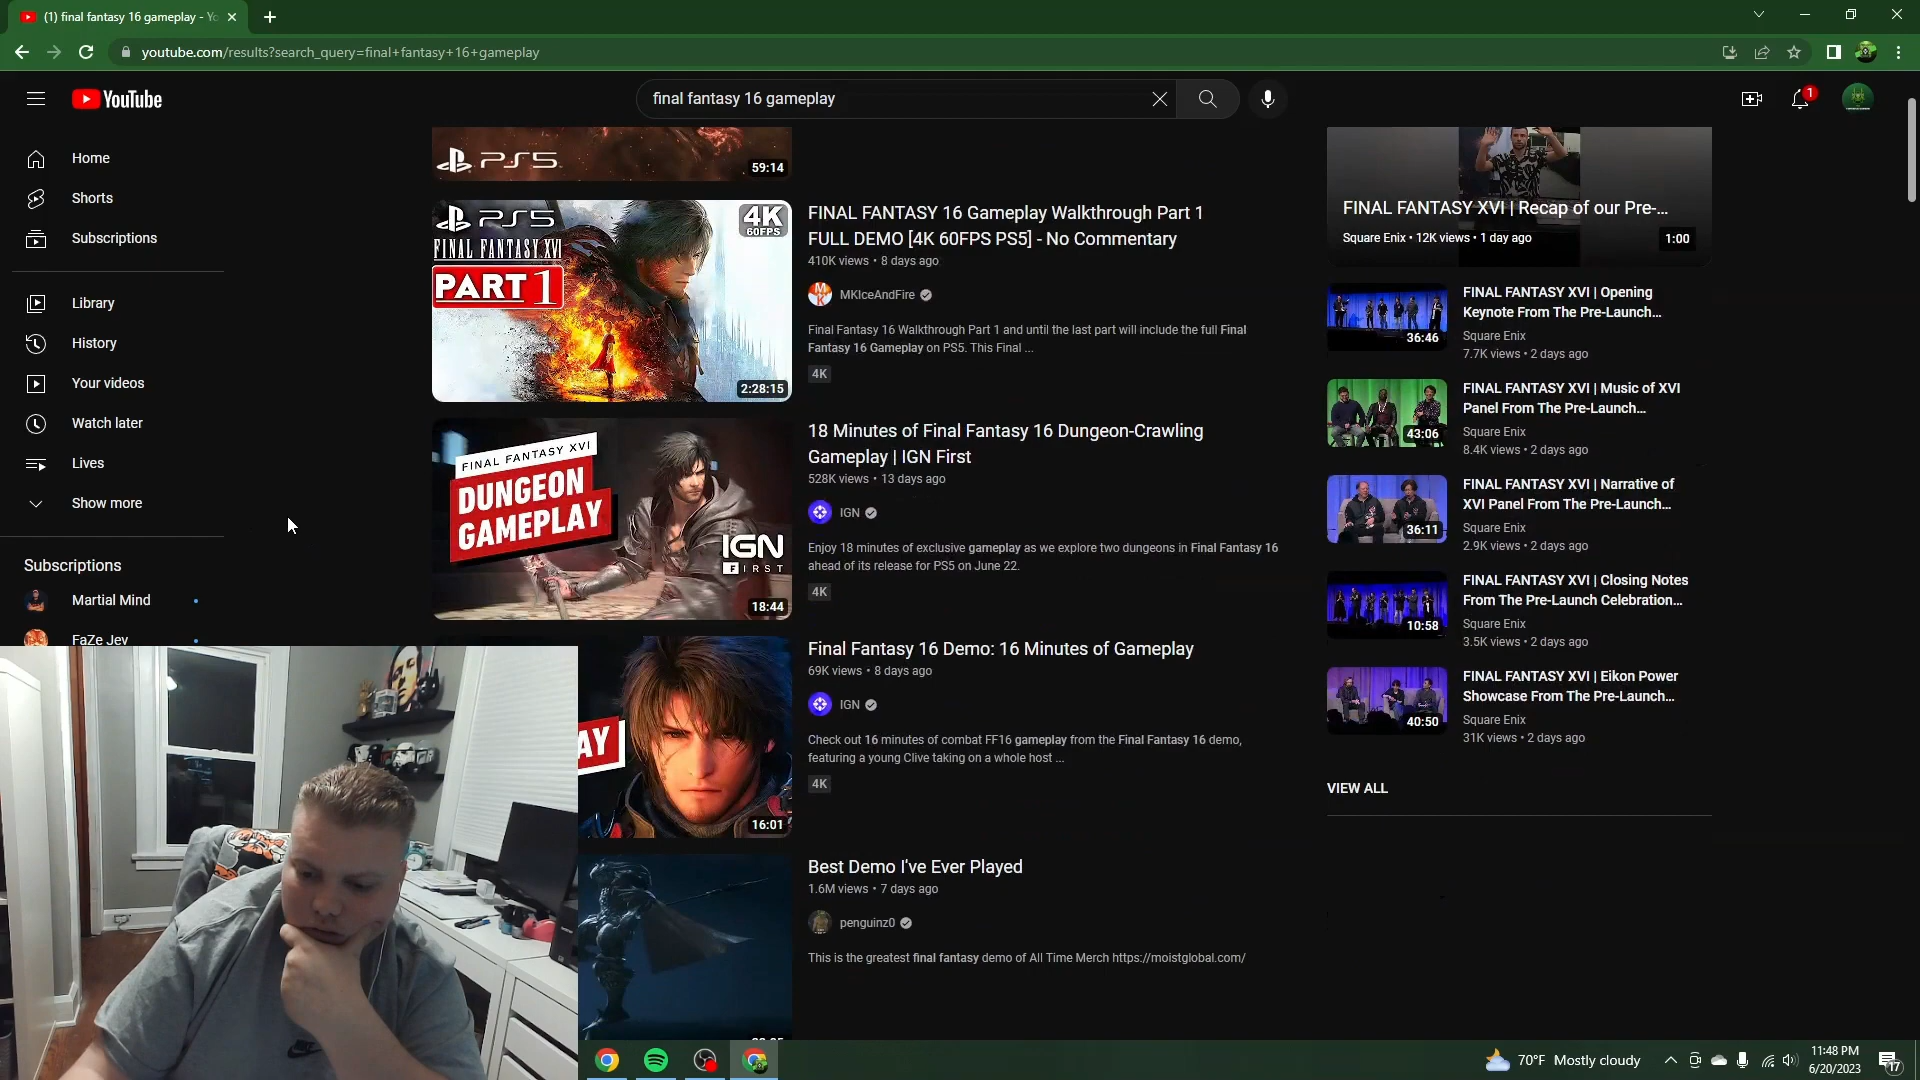 (1) final fantasy 16 gameplay - Yo
youtube.com/results?search_query=final+fantasy+16+gameplay
YouTube
final fantasy 16 gameplay
1
Home
Shorts
Subscriptions
Library
History
Your videos
Watch later
Lives
Show more
Subscriptions
Martial Mind
FaZe Jev
PS5
59:14
PS5
4K
60FPS
FINAL FANTASY XVI
PART 1
2:28:15
FINAL FANTASY 16 Gameplay Walkthrough Part 1
FULL DEMO [4K 60FPS PS5] - No Commentary
410K views • 8 days ago
MKIceAndFire
Final Fantasy 16 Walkthrough Part 1 and until the last part will include the full Final
Fantasy 16 Gameplay on PS5. This Final ...
4K
FINAL FANTASY XVI
DUNGEON
GAMEPLAY
IGN
FIRST
18:44
18 Minutes of Final Fantasy 16 Dungeon-Crawling
Gameplay | IGN First
528K views • 13 days ago
IGN
Enjoy 18 minutes of exclusive gameplay as we explore two dungeons in Final Fantasy 16
ahead of its release for PS5 on June 22.
4K
AY
16:01
Final Fantasy 16 Demo: 16 Minutes of Gameplay
69K views • 8 days ago
IGN
Check out 16 minutes of combat FF16 gameplay from the Final Fantasy 16 demo,
featuring a young Clive taking on a whole host ...
4K
Best Demo I've Ever Played
1.6M views • 7 days ago
penguinz0
This is the greatest final fantasy demo of All Time Merch https://moistglobal.com/
FINAL FANTASY XVI | Recap of our Pre-...
Square Enix • 12K views • 1 day ago
1:00
36:46
FINAL FANTASY XVI | Opening
Keynote From The Pre-Launch...
Square Enix
7.7K views • 2 days ago
43:06
FINAL FANTASY XVI | Music of XVI
Panel From The Pre-Launch...
Square Enix
8.4K views • 2 days ago
36:11
FINAL FANTASY XVI | Narrative of
XVI Panel From The Pre-Launch...
Square Enix
2.9K views • 2 days ago
10:58
FINAL FANTASY XVI | Closing Notes
From The Pre-Launch Celebration...
Square Enix
3.5K views • 2 days ago
40:50
FINAL FANTASY XVI | Eikon Power
Showcase From The Pre-Launch...
Square Enix
31K views • 2 days ago
VIEW ALL
70°F Mostly cloudy
11:48 PM
6/20/2023
17